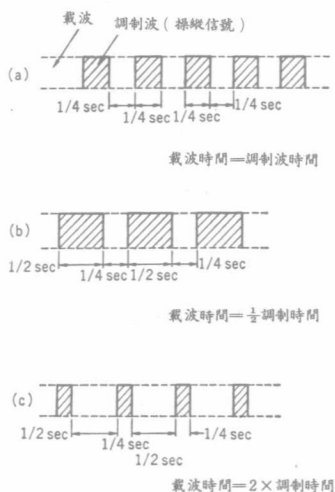 載波
調制波(操縱信號)
(a)
1/4 sec 1/4 sec
1/4 sec 1/4 sec
載波時間=調制波時間
(b)
1/2 sec 1/4 sec
1/4 sec 1/2 sec
載波時間=½調制時間
(c)
1/2 sec 1/4 sec
1/4 sec
1/2 sec
載波時間=2×調制時間